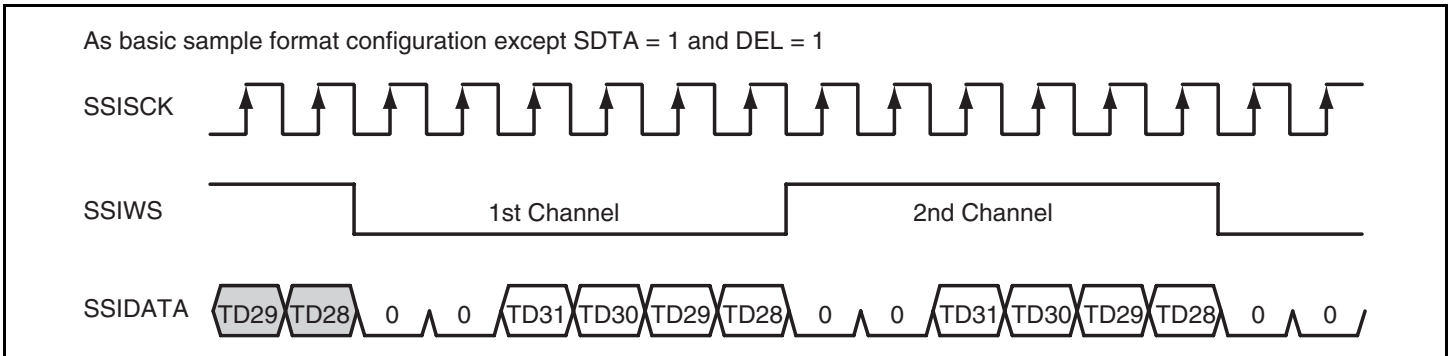 As basic sample format configuration except SDTA = 1 and DEL = 1
SSISCK
SSIWS 1st Channel 2nd Channel
SSIDATA TD29 TD28 0 0 TD31 TD30 TD29 TD28 0 0 TD31 TD30 TD29 TD28 0 0